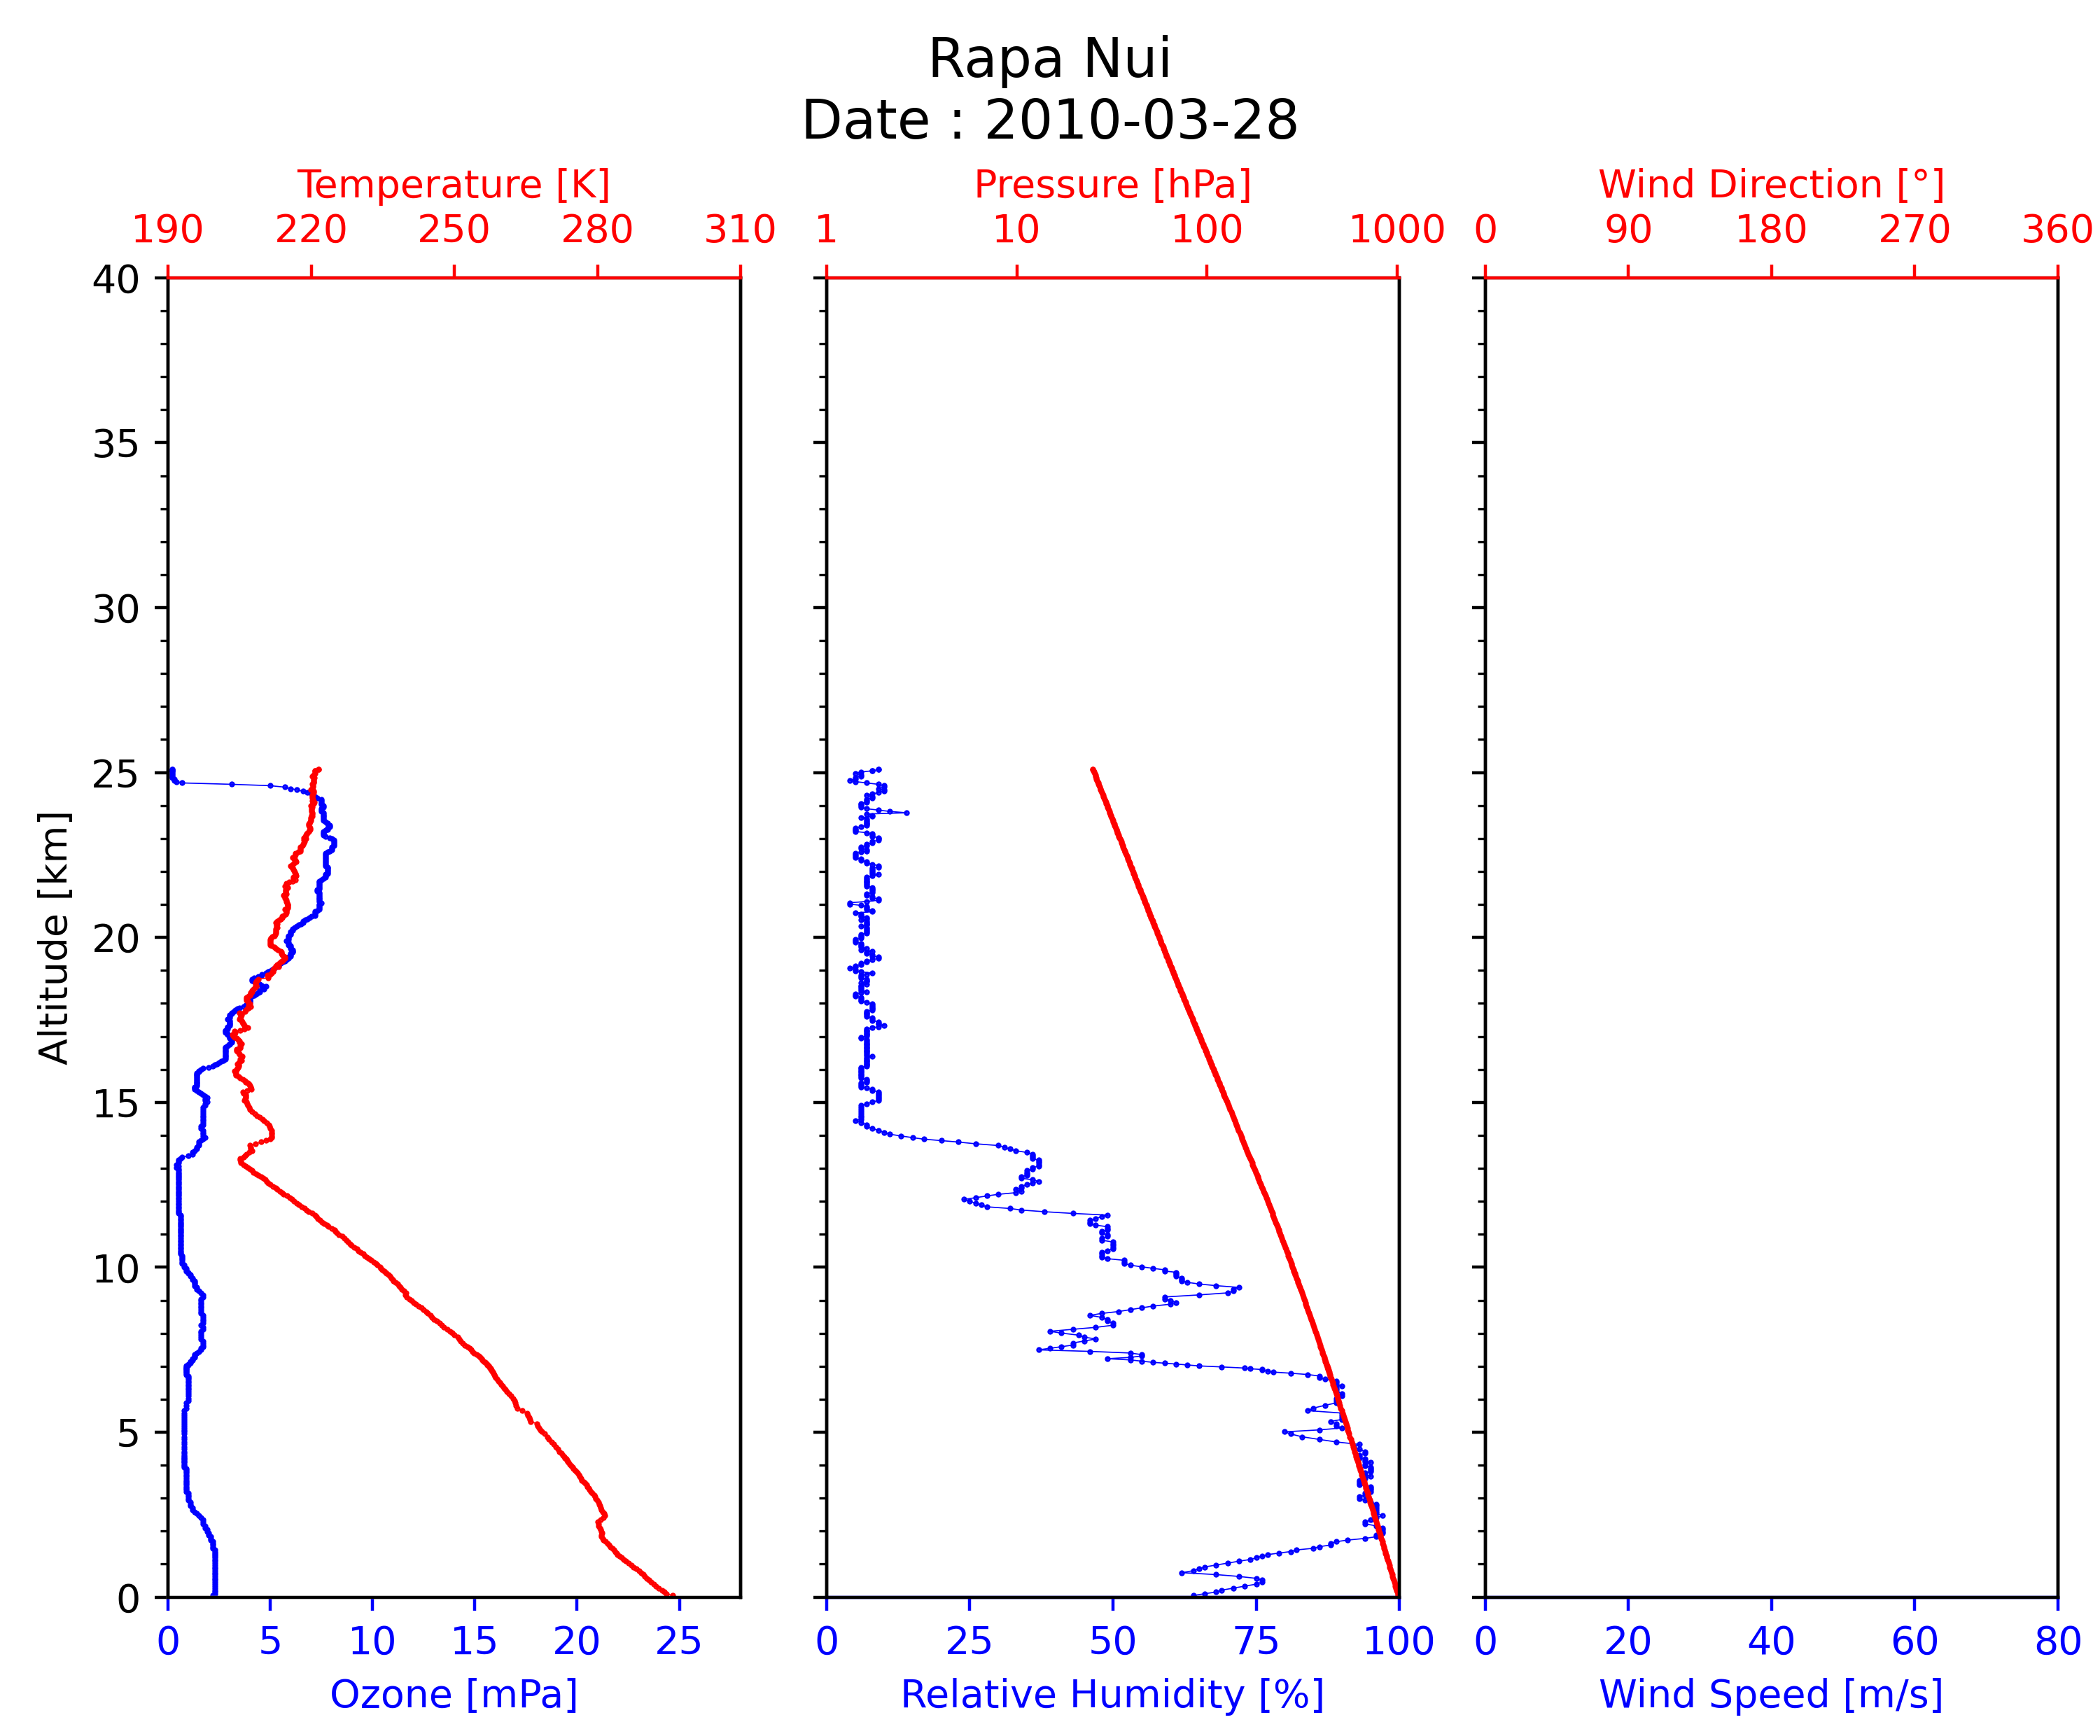 Rapa Nui
Date : 2010-03-28
Temperature [K]
190 220 250 280 310
Pressure [hPa]
1 10 100 1000
Wind Direction [°]
0 90 180 270 360
Altitude [km]
40
35
30
25
20
15
10
5
0
0 5 10 15 20 25
Ozone [mPa]
0 25 50 75 100
Relative Humidity [%]
0 20 40 60 80
Wind Speed [m/s]